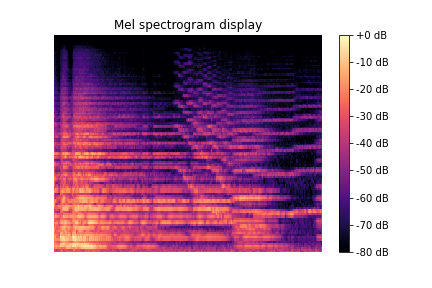 Mel spectrogram display
+0 dB
-10 dB
-20 dB
-30 dB
-40 dB
-50 dB
-60 dB
-70 dB
-80 dB